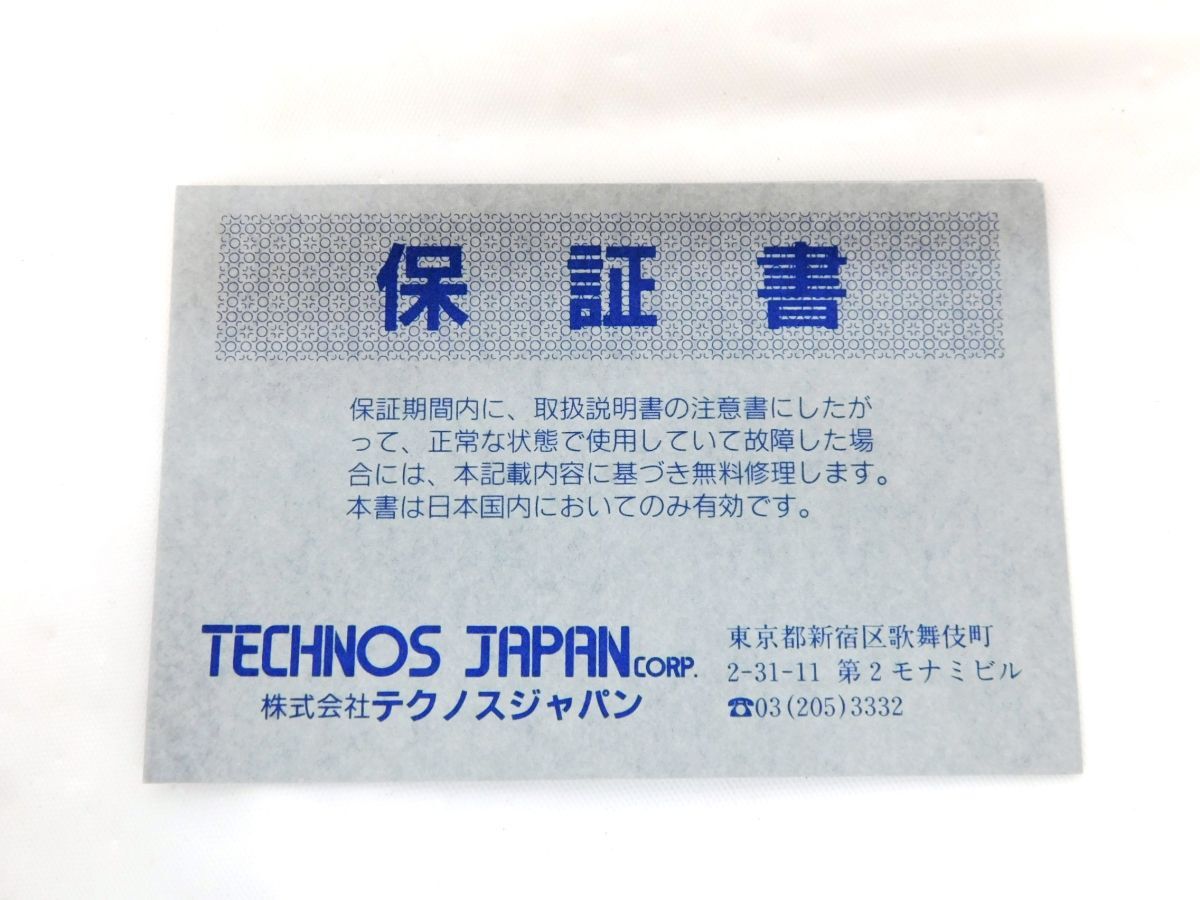 保証書
保証期間内に、取扱説明書の注意書にしたが
って、正常な状態で使用していて故障した場
合には、本記載内容に基づき無料修理します。
本書は日本国内においてのみ有効です。
TECHNOS JAPAN CORP.
株式会社テクノスジャパン
東京都新宿区歌舞伎町
2-31-11 第2モナミビル
☎03(205)3332